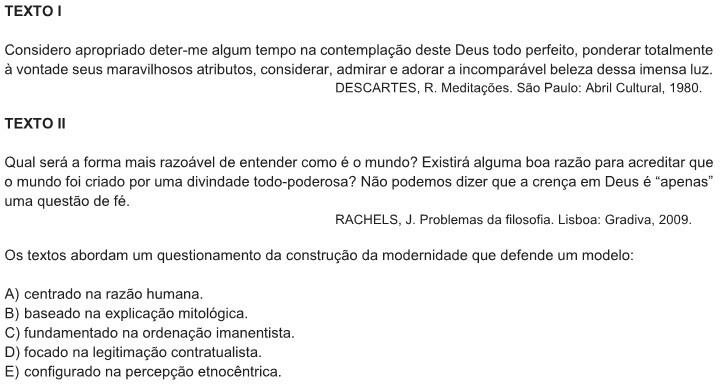 TEXTO I
Considero apropriado deter-me algum tempo na contemplação deste Deus todo perfeito, ponderar totalmente
à vontade seus maravilhosos atributos, considerar, admirar e adorar a incomparável beleza dessa imensa luz.
DESCARTES, R. Meditações. São Paulo: Abril Cultural, 1980.
TEXTO II
Qual será a forma mais razoável de entender como é o mundo? Existirá alguma boa razão para acreditar que
o mundo foi criado por uma divindade todo-poderosa? Não podemos dizer que a crença em Deus é “apenas”
uma questão de fé.
RACHELS, J. Problemas da filosofia. Lisboa: Gradiva, 2009.
Os textos abordam um questionamento da construção da modernidade que defende um modelo:
A) centrado na razão humana.
B) baseado na explicação mitológica.
C) fundamentado na ordenação imanentista.
D) focado na legitimação contratualista.
E) configurado na percepção etnocêntrica.